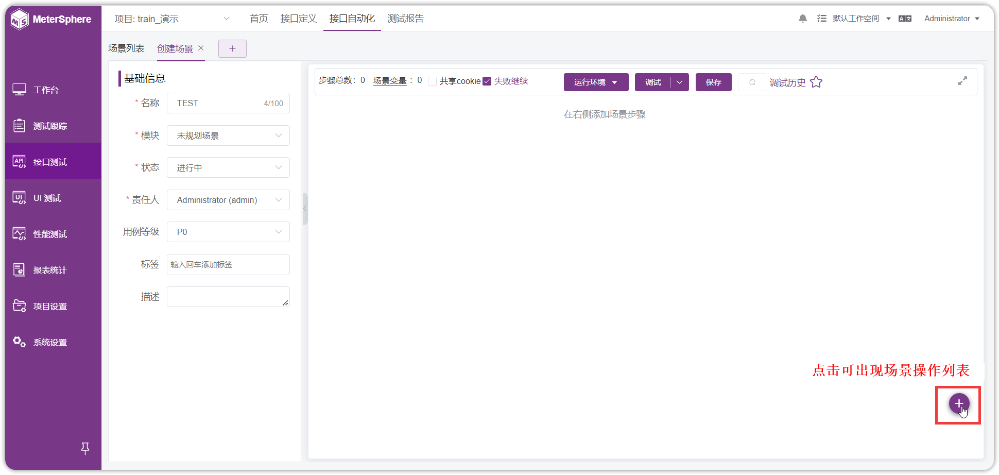 MeterSphere
项目: train_演示
首页
接口定义
接口自动化
测试报告
默认工作空间
Administrator
场景列表
创建场景
工作台
测试跟踪
API
接口测试
UI
UI 测试
性能测试
报表统计
项目设置
系统设置
基础信息
* 名称 TEST 4/100
* 模块 未规划场景
* 状态 进行中
* 责任人 Administrator (admin)
用例等级 P0
标签 输入回车添加标签
描述
步骤总数: 0 场景变量 : 0 共享cookie 失败继续 运行环境 调试 保存 调试历史
在右侧添加场景步骤
点击可出现场景操作列表